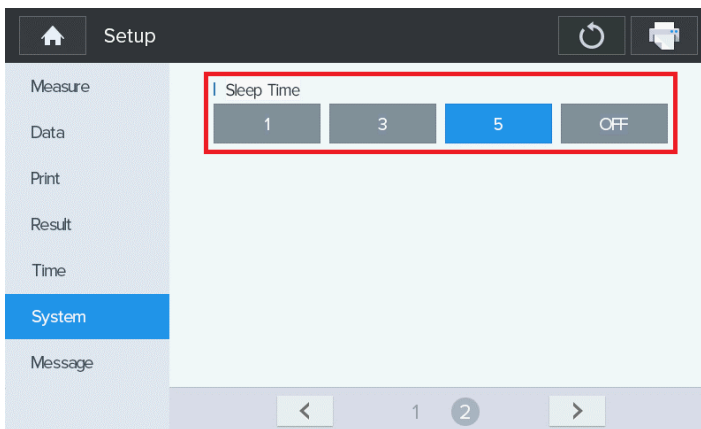 Setup
Measure
Data
Print
Result
Time
System
Message
Sleep Time
1 3 5 OFF
< 1 2 >